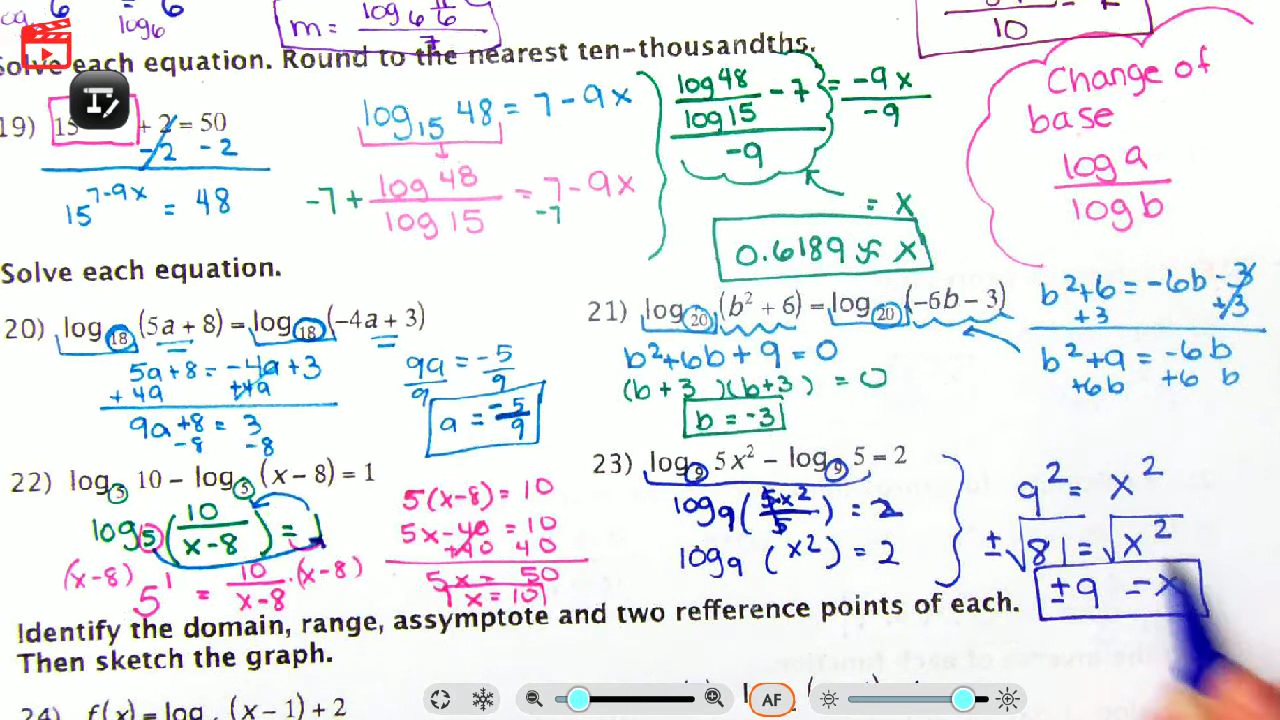 log₆ 6
m = log₆ 11/6 / 7
10
Solve each equation. Round to the nearest ten-thousandths.
19) 15 + 2 = 50
-2 -2
15^(7-9x) = 48
log₁₅ 48 = 7 - 9x
-7 + log 48 / log 15 = 7 - 9x
-7
log 48 / log 15 - 7 = -9x
-9 -9
= x
0.6189 ≈ x
Change of
base
log a
log b
Solve each equation.
20) log₁₈ (5a + 8) = log₁₈ (-4a + 3)
5a + 8 = -4a + 3
+4a +4a
9a + 8 = 3
-8 -8
9a = -5
9 9
a = -5/9
21) log₂₀ (b² + 6) = log₂₀ (-6b - 3)
b² + 6b + 9 = 0
(b + 3)(b + 3) = 0
b = -3
b² + 6 = -6b - 3
+3 +3
b² + 9 = -6b
+6b +6b
22) log₅ 10 - log₅ (x - 8) = 1
log₅ (10 / x-8) = 1
(x-8) 5¹ = 10 / x-8 · (x-8)
5(x-8) = 10
5x - 40 = 10
+40 40
5x = 50
x = 10
23) log₉ 5x² - log₉ 5 = 2
log₉ (5x² / 5) = 2
log₉ (x²) = 2
9² = x²
±√81 = √x²
±9 = x
Identify the domain, range, assymptote and two refference points of each.
Then sketch the graph.
24) f(x) = log (x - 1) + 2
AF